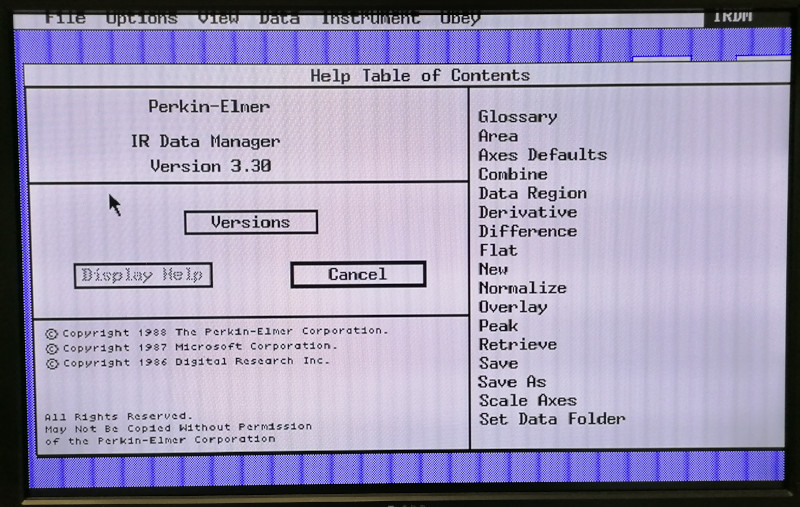 File Options View Data Instrument Obey IRDM
Help Table of Contents
Perkin-Elmer
IR Data Manager
Version 3.30
Versions
Display Help Cancel
© Copyright 1988 The Perkin-Elmer Corporation.
© Copyright 1987 Microsoft Corporation.
© Copyright 1986 Digital Research Inc.
All Rights Reserved.
May Not Be Copied Without Permission
of the Perkin-Elmer Corporation
Glossary
Area
Axes Defaults
Combine
Data Region
Derivative
Difference
Flat
New
Normalize
Overlay
Peak
Retrieve
Save
Save As
Scale Axes
Set Data Folder